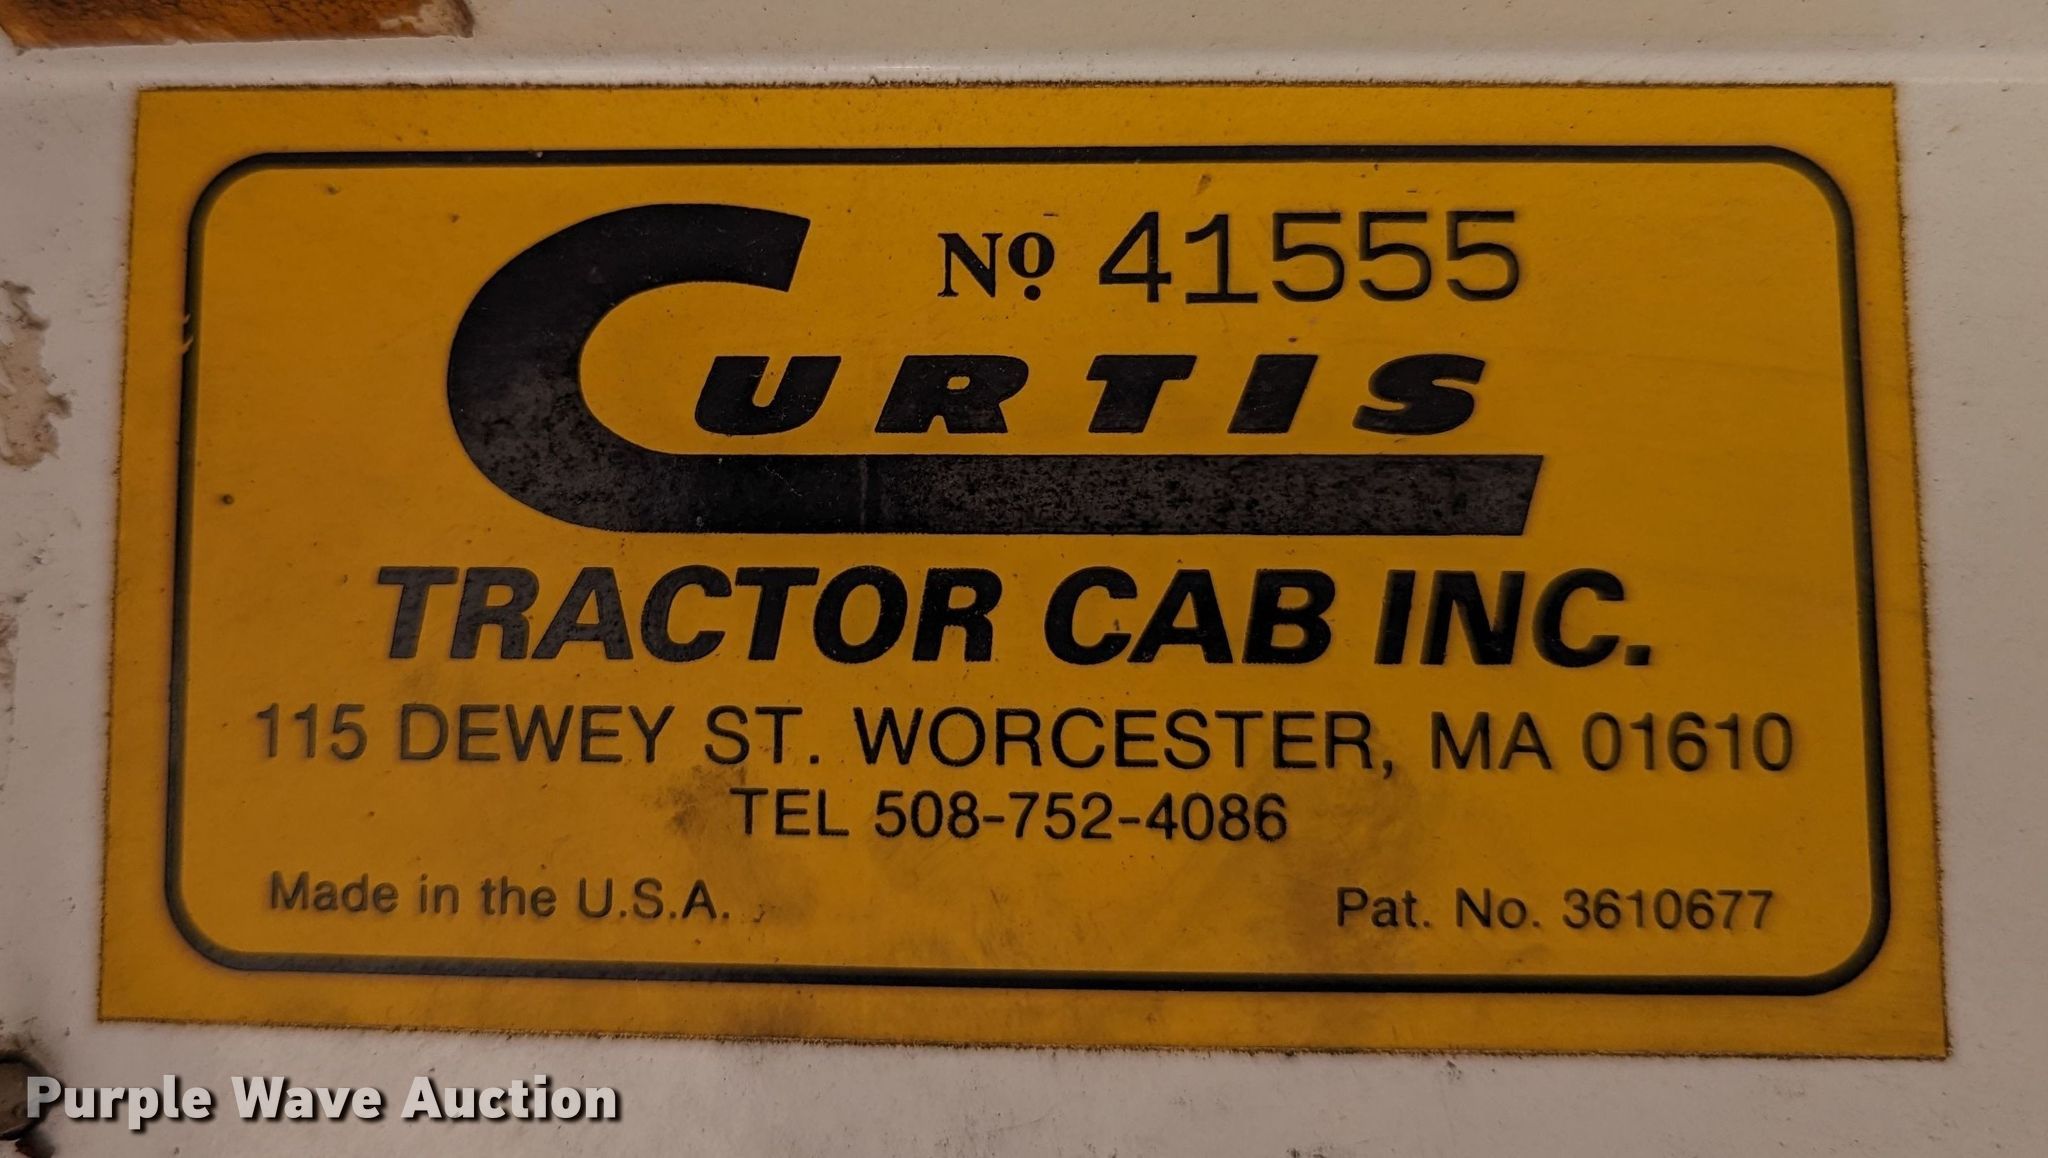 Nº 41555
CURTIS
TRACTOR CAB INC.
115 DEWEY ST. WORCESTER, MA 01610
TEL 508-752-4086
Made in the U.S.A.
Pat. No. 3610677
Purple Wave Auction